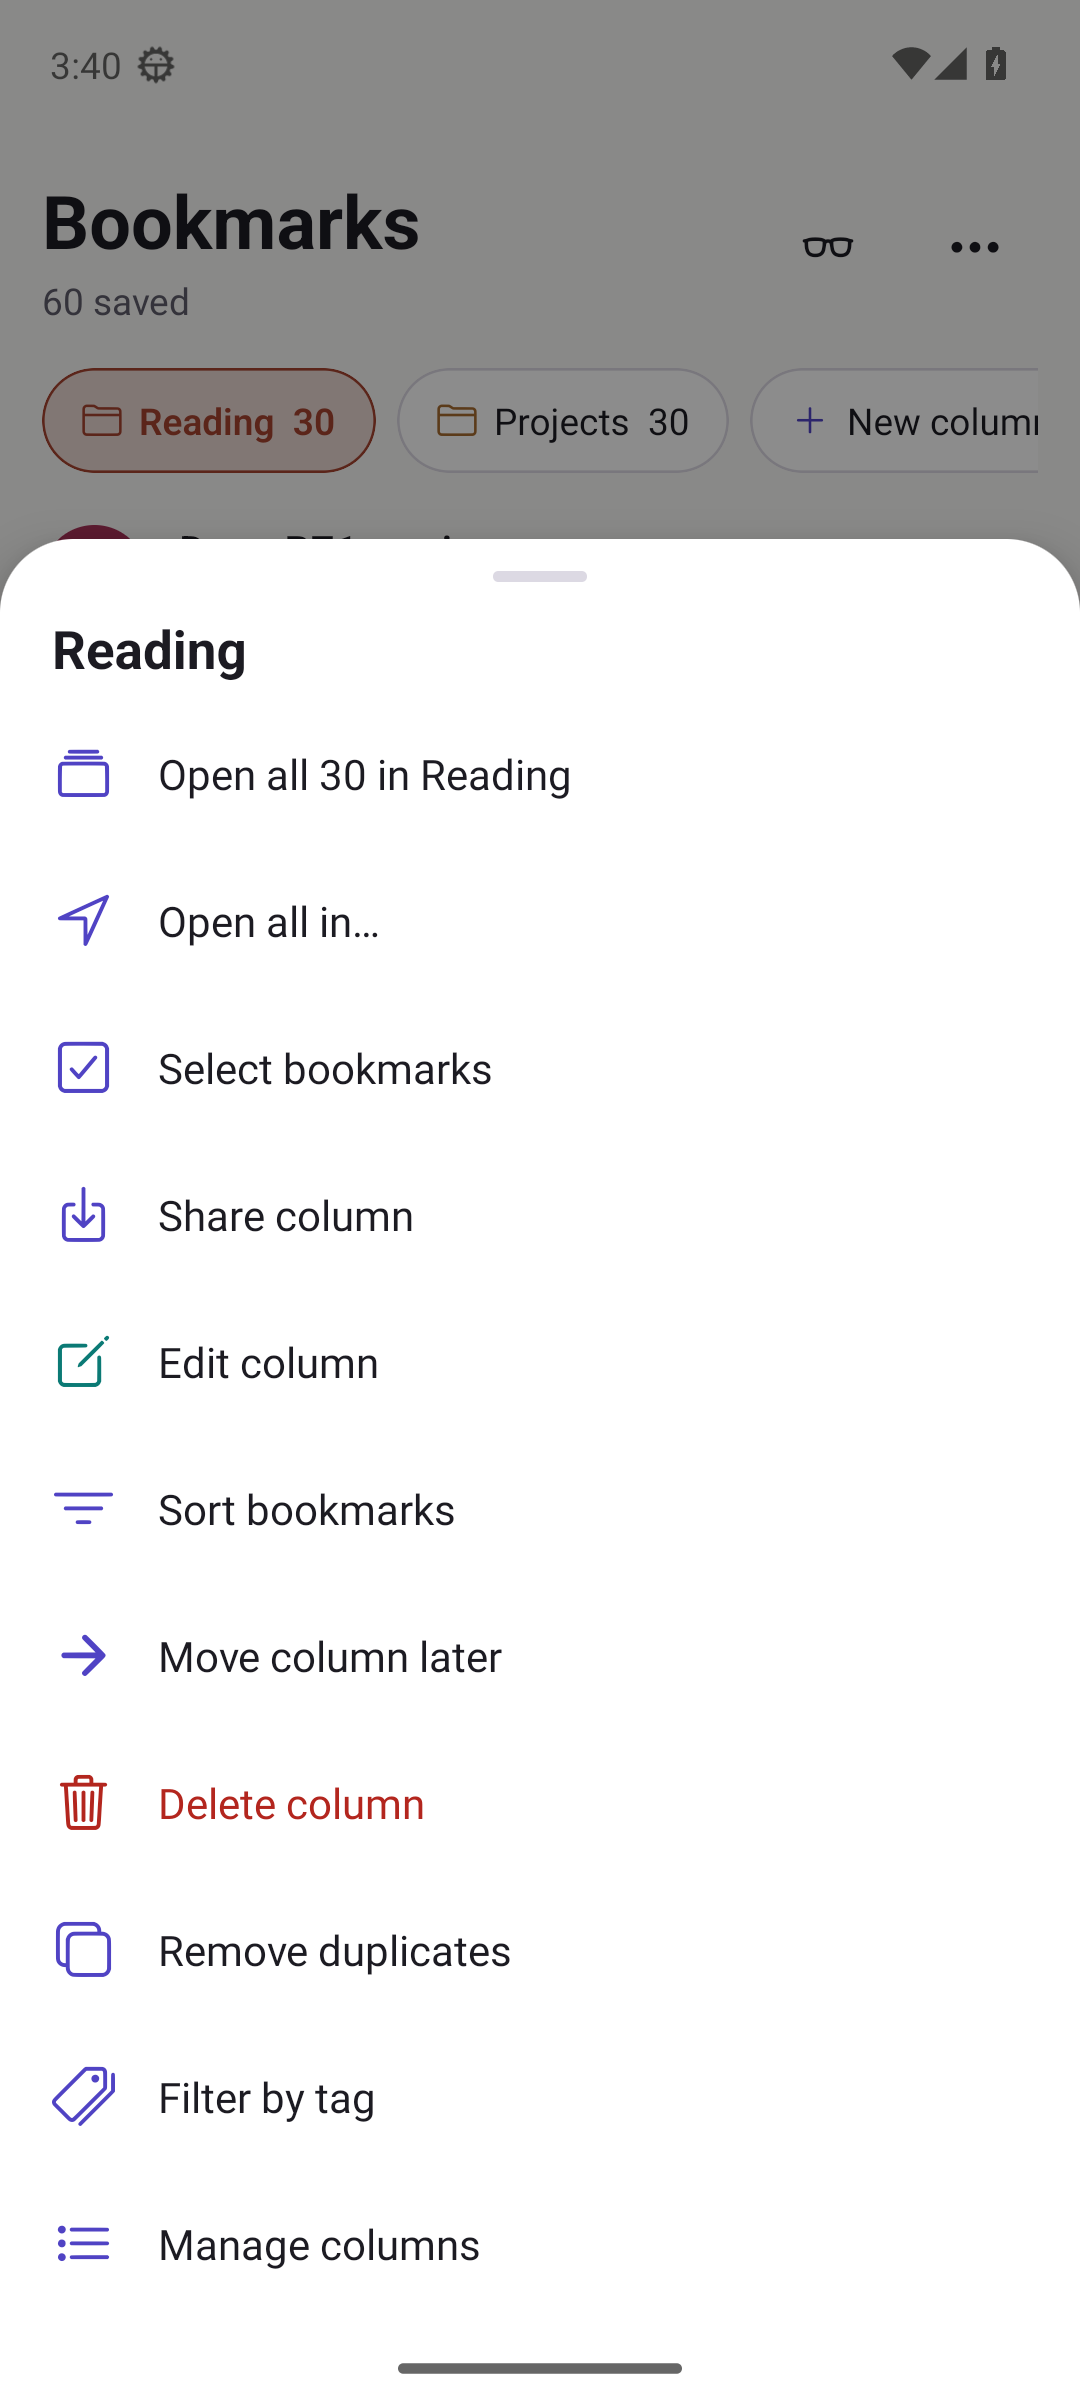 3:40
Bookmarks
60 saved
Reading 30
Projects 30
New colum
Reading
Open all 30 in Reading
Open all in...
Select bookmarks
Share column
Edit column
Sort bookmarks
Move column later
Delete column
Remove duplicates
Filter by tag
Manage columns